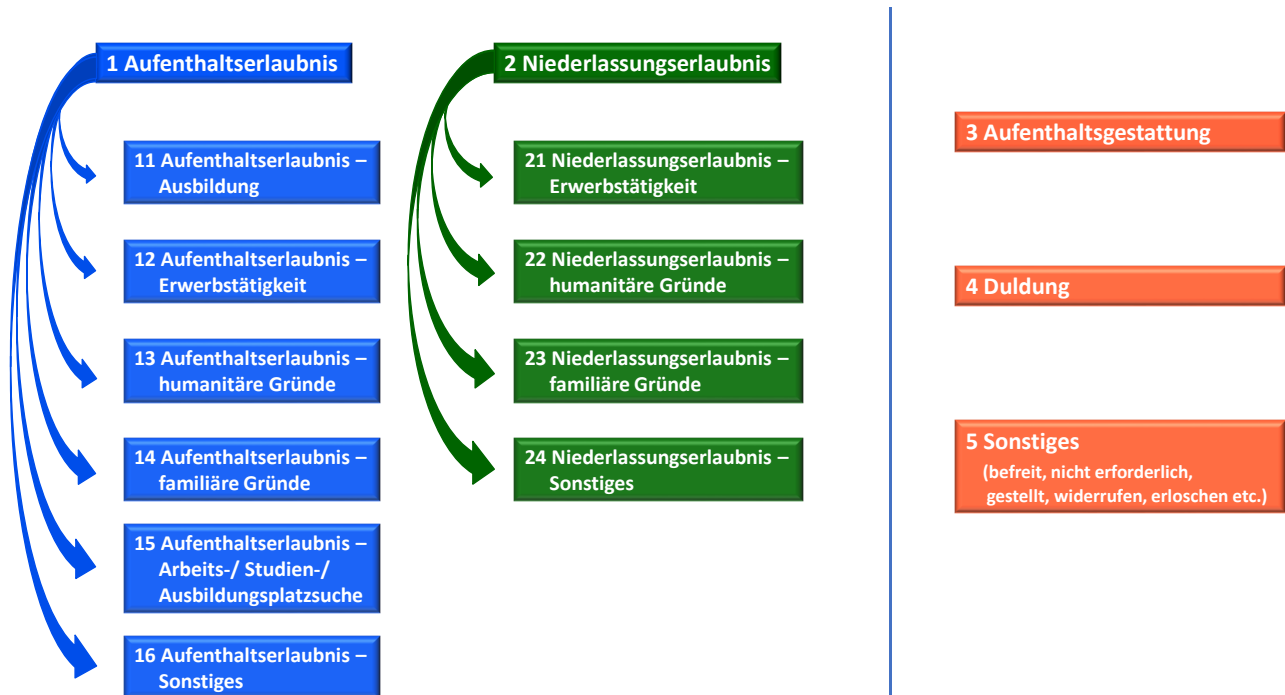 1 Aufenthaltserlaubnis
11 Aufenthaltserlaubnis –
Ausbildung
12 Aufenthaltserlaubnis –
Erwerbstätigkeit
13 Aufenthaltserlaubnis –
humanitäre Gründe
14 Aufenthaltserlaubnis –
familiäre Gründe
15 Aufenthaltserlaubnis –
Arbeits-/ Studien-/
Ausbildungsplatzsuche
16 Aufenthaltserlaubnis –
Sonstiges
2 Niederlassungserlaubnis
21 Niederlassungserlaubnis –
Erwerbstätigkeit
22 Niederlassungserlaubnis –
humanitäre Gründe
23 Niederlassungserlaubnis –
familiäre Gründe
24 Niederlassungserlaubnis –
Sonstiges
3 Aufenthaltsgestattung
4 Duldung
5 Sonstiges
(befreit, nicht erforderlich,
gestellt, widerrufen, erloschen etc.)